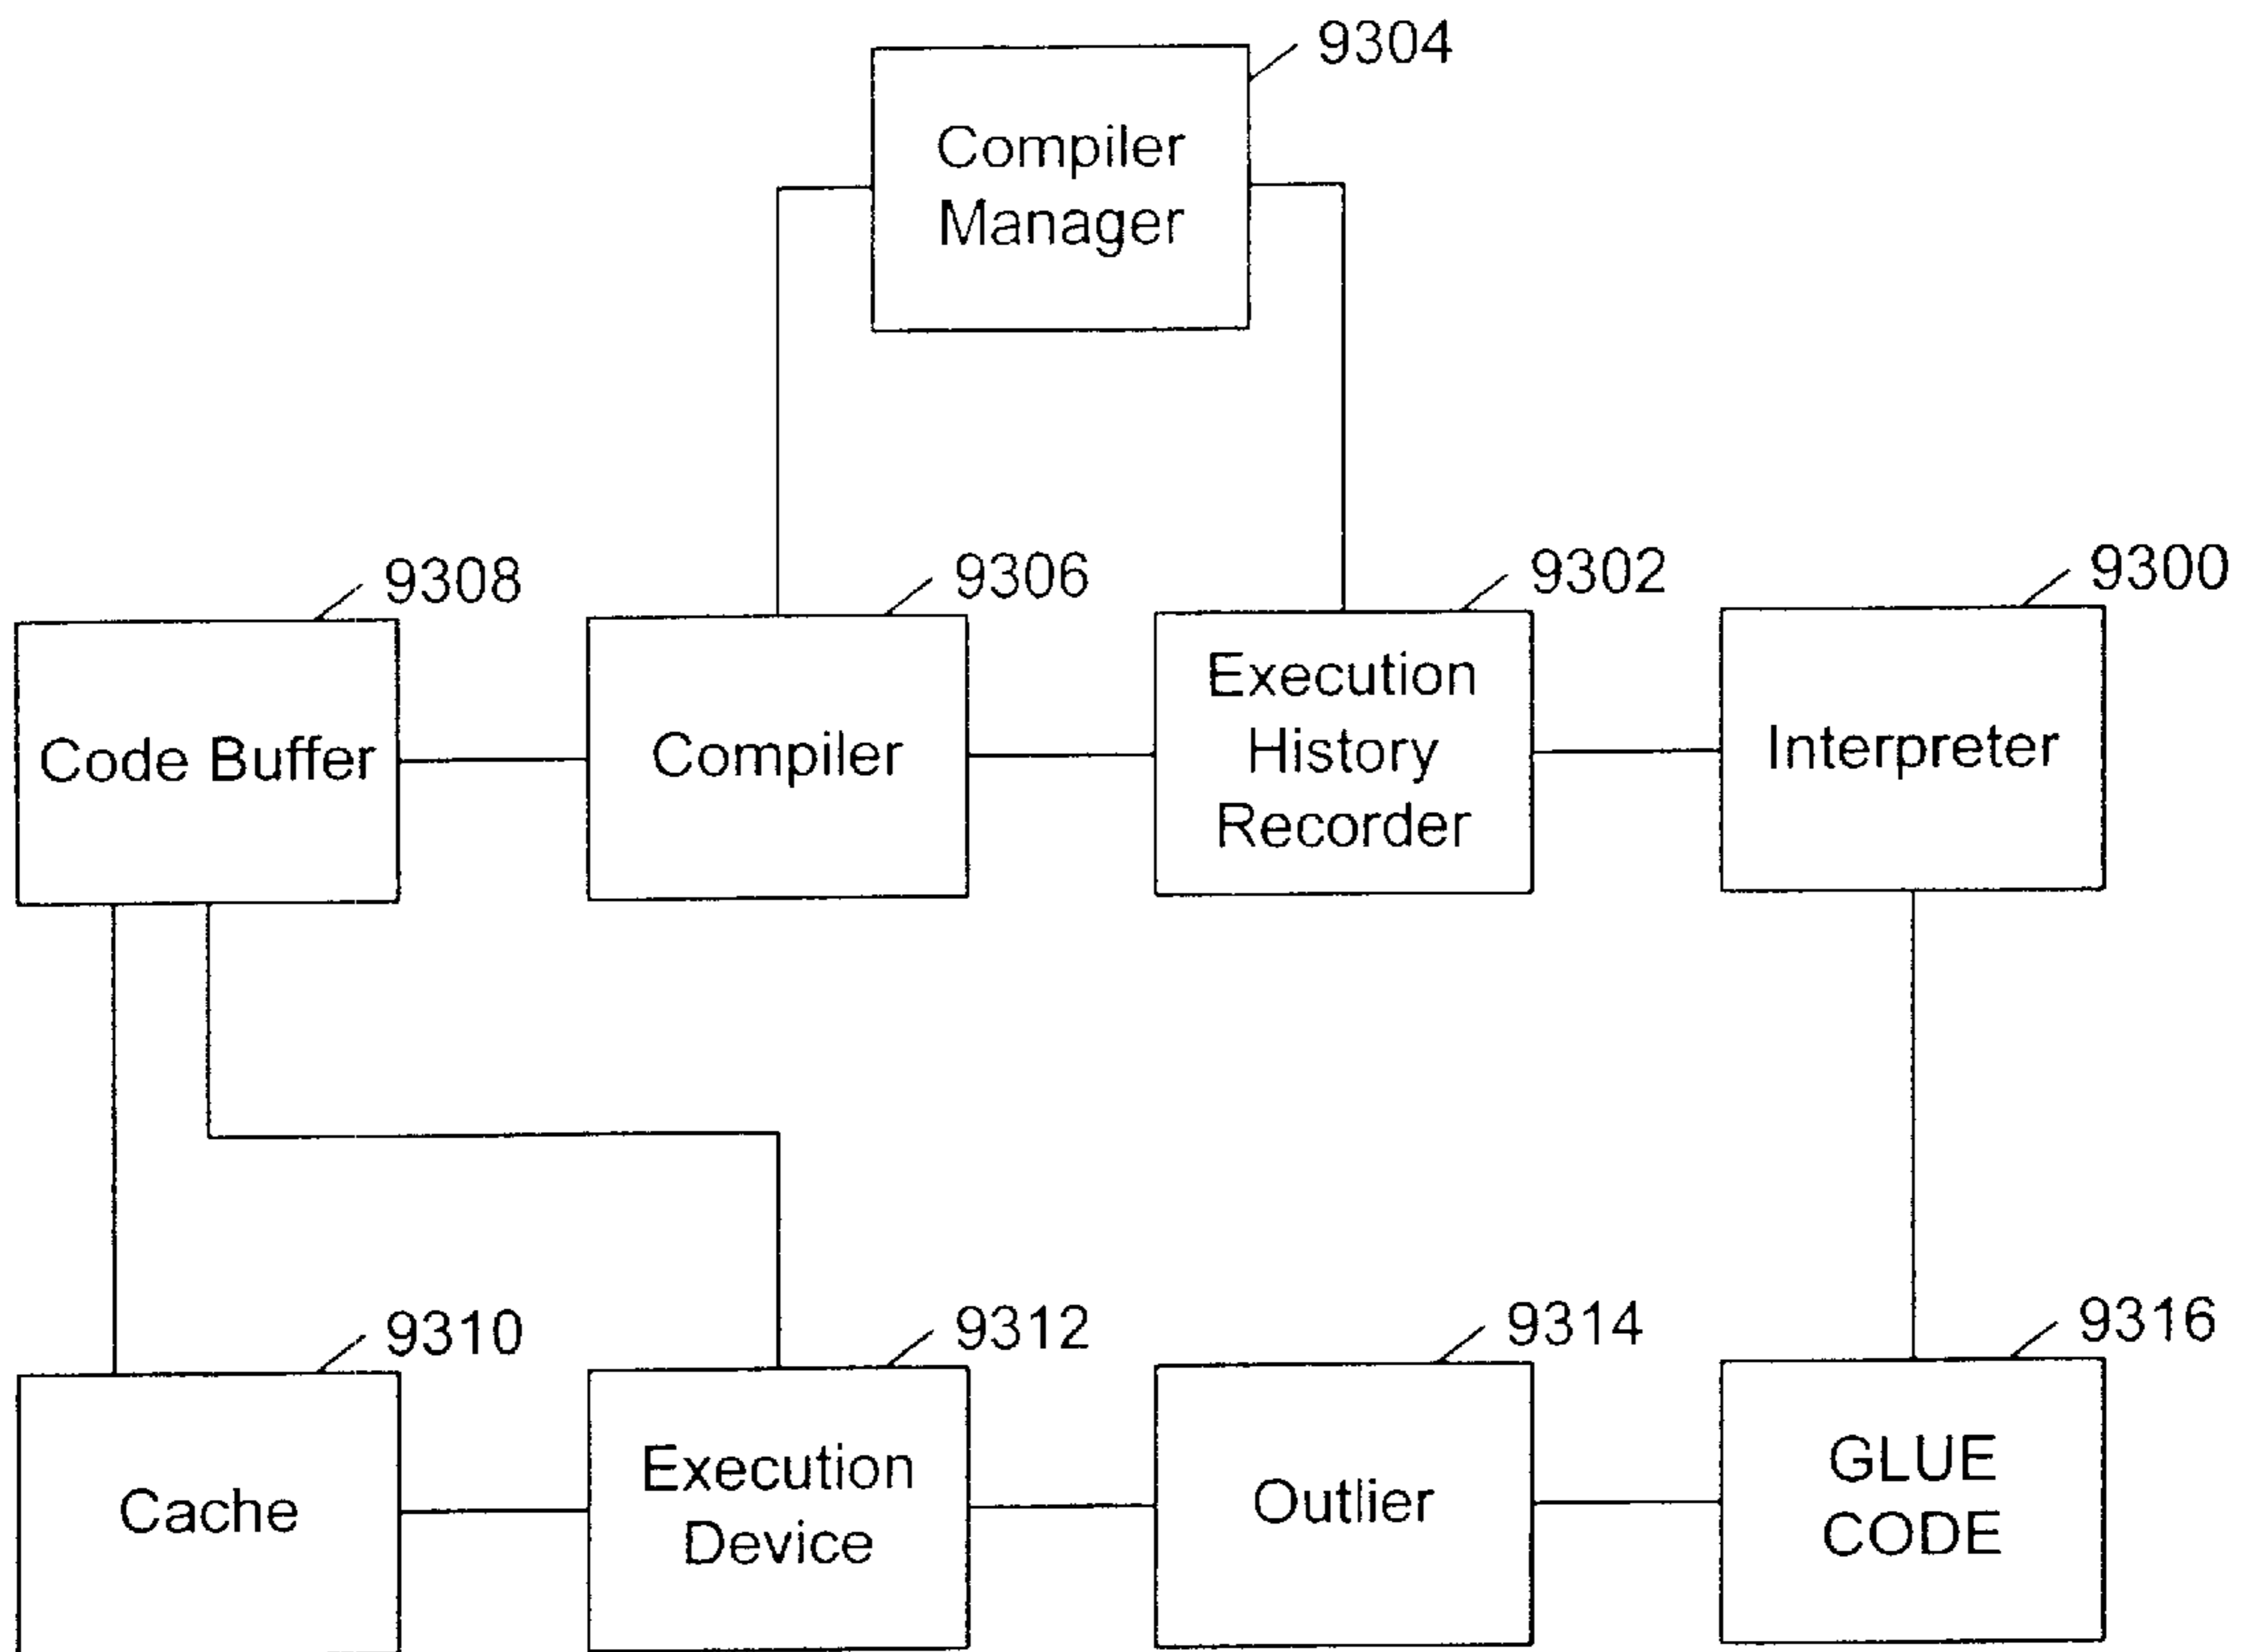 9304
Compiler
Manager
9308
9306
9302
9300
Code Buffer
Compiler
Execution
History
Recorder
Interpreter
9310
9312
9314
9316
Cache
Execution
Device
Outlier
GLUE
CODE